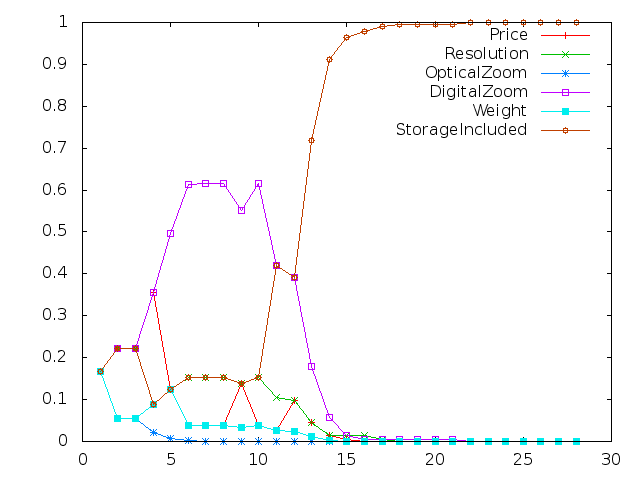 1
Price
Resolution
OpticalZoom
DigitalZoom
Weight
StorageIncluded
0.9
0.8
0.7
0.6
0.5
0.4
0.3
0.2
0.1
0
0 5 10 15 20 25 30